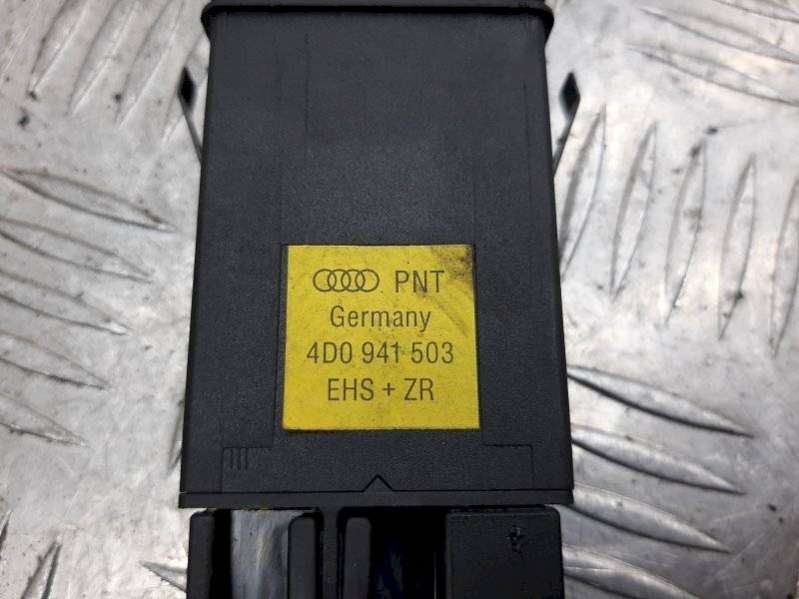 PNT
Germany
4D0 941 503
EHS + ZR